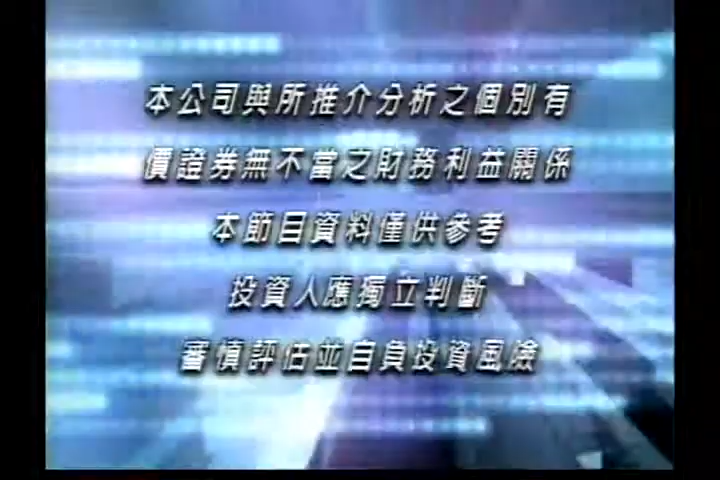 本公司與所推介分析之個別有
價證券無不當之財務利益關係
本節目資料僅供參考
投資人應獨立判斷
審慎評估並自負投資風險